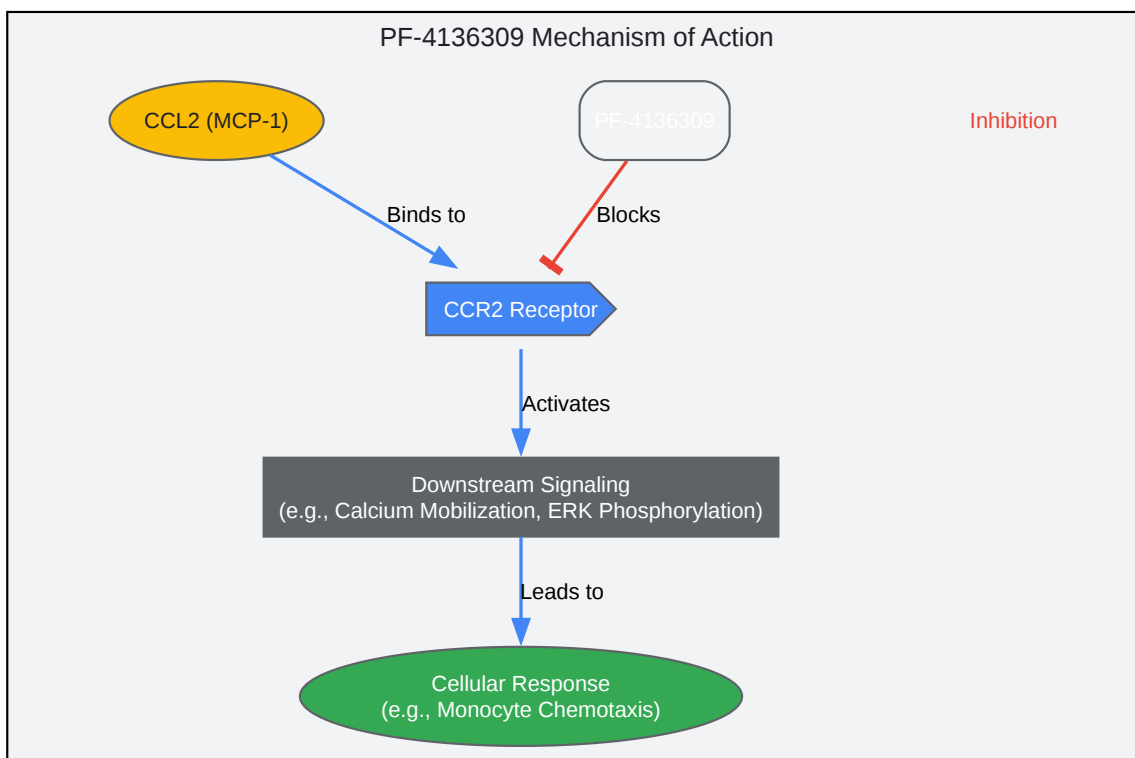 PF-4136309 Mechanism of Action
CCL2 (MCP-1)
PF-4136309
Inhibition
Binds to
Blocks
CCR2 Receptor
Activates
Downstream Signaling
(e.g., Calcium Mobilization, ERK Phosphorylation)
Leads to
Cellular Response
(e.g., Monocyte Chemotaxis)